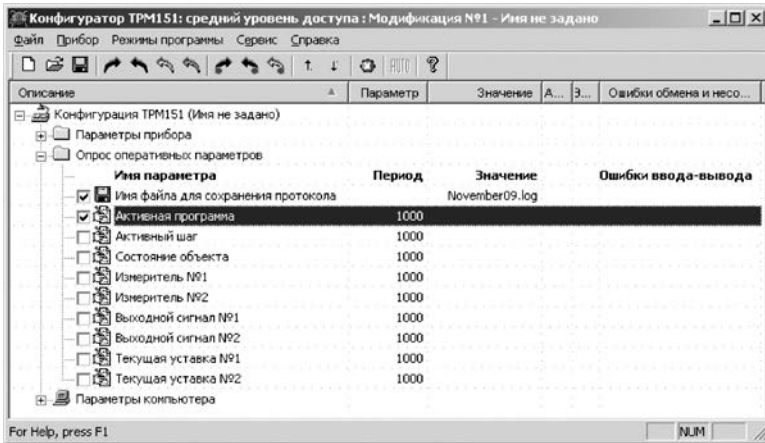 Конфигуратор ТРМ151: средний уровень доступа : Модификация №1 - Имя не задано
Файл Прибор Режимы программы Сервис Справка
AUTO
Описание Параметр Значение А... Э... Ошибки обмена и несо...
Конфигурация ТРМ151 (Имя не задано)
Параметры прибора
Опрос оперативных параметров
Имя параметра Период Значение Ошибки ввода-вывода
Имя файла для сохранения протокола November09.log
Активная программа 1000
Активный шаг 1000
Состояние объекта 1000
Измеритель №1 1000
Измеритель №2 1000
Выходной сигнал №1 1000
Выходной сигнал №2 1000
Текущая уставка №1 1000
Текущая уставка №2 1000
Параметры компьютера
For Help, press F1 NUM